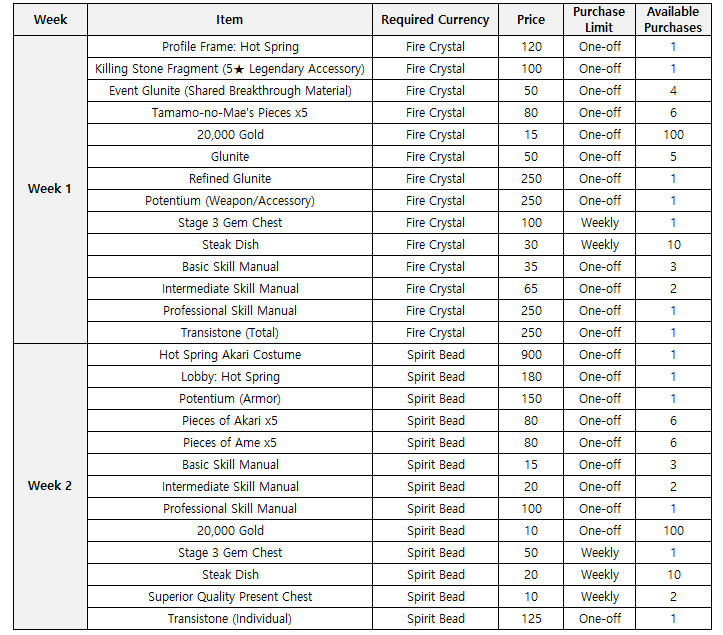 Week Item Required Currency Price Purchase Limit Available Purchases
Week 1
Profile Frame: Hot Spring Fire Crystal 120 One-off 1
Killing Stone Fragment (5★ Legendary Accessory) Fire Crystal 100 One-off 1
Event Glunite (Shared Breakthrough Material) Fire Crystal 50 One-off 4
Tamamo-no-Mae's Pieces x5 Fire Crystal 80 One-off 6
20,000 Gold Fire Crystal 15 One-off 100
Glunite Fire Crystal 50 One-off 5
Refined Glunite Fire Crystal 250 One-off 1
Potentium (Weapon/Accessory) Fire Crystal 250 One-off 1
Stage 3 Gem Chest Fire Crystal 100 Weekly 1
Steak Dish Fire Crystal 30 Weekly 10
Basic Skill Manual Fire Crystal 35 One-off 3
Intermediate Skill Manual Fire Crystal 65 One-off 2
Professional Skill Manual Fire Crystal 250 One-off 1
Transistone (Total) Fire Crystal 250 One-off 1
Week 2
Hot Spring Akari Costume Spirit Bead 900 One-off 1
Lobby: Hot Spring Spirit Bead 180 One-off 1
Potentium (Armor) Spirit Bead 150 One-off 1
Pieces of Akari x5 Spirit Bead 80 One-off 6
Pieces of Ame x5 Spirit Bead 80 One-off 6
Basic Skill Manual Spirit Bead 15 One-off 3
Intermediate Skill Manual Spirit Bead 20 One-off 2
Professional Skill Manual Spirit Bead 100 One-off 1
20,000 Gold Spirit Bead 10 One-off 100
Stage 3 Gem Chest Spirit Bead 50 Weekly 1
Steak Dish Spirit Bead 20 Weekly 10
Superior Quality Present Chest Spirit Bead 10 Weekly 2
Transistone (Individual) Spirit Bead 125 One-off 1